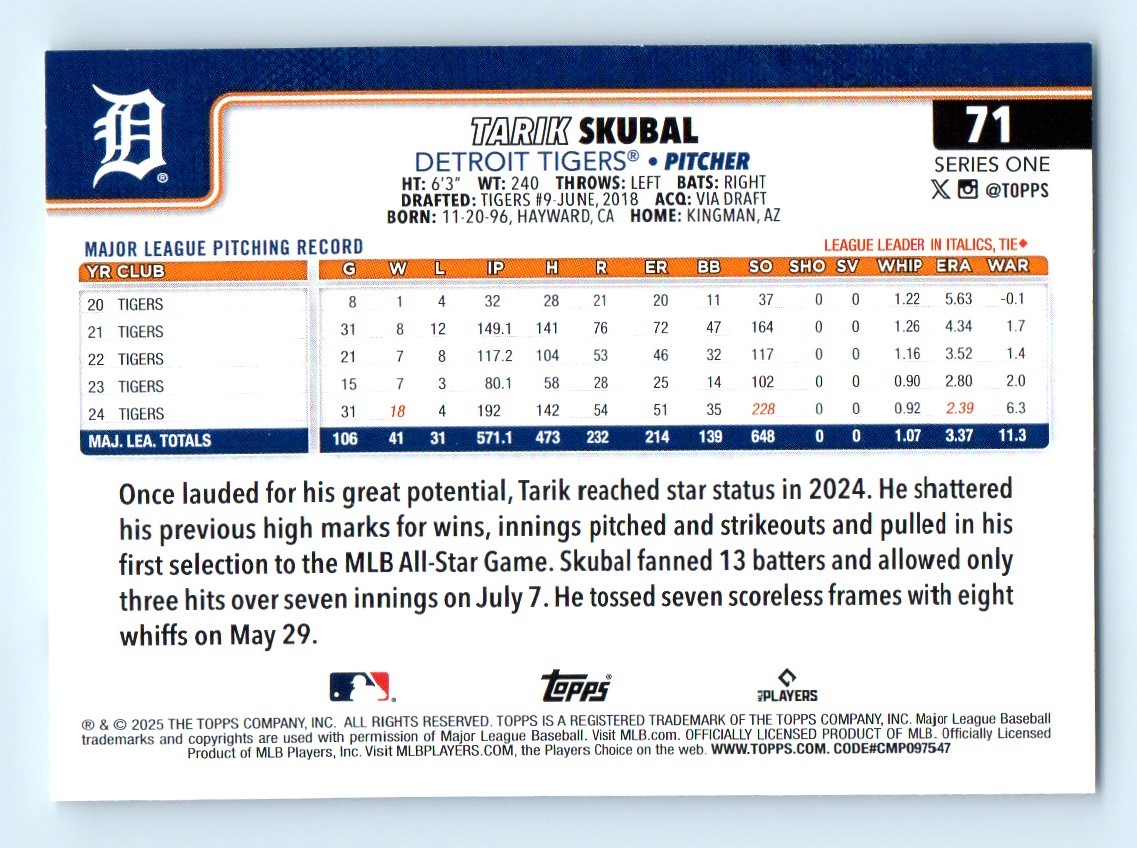 D®
TARIK SKUBAL
71
DETROIT TIGERS® • PITCHER
SERIES ONE
HT: 6'3" WT: 240 THROWS: LEFT BATS: RIGHT
@TOPPS
DRAFTED: TIGERS #9-JUNE, 2018 ACQ: VIA DRAFT
BORN: 11-20-96, HAYWARD, CA HOME: KINGMAN, AZ
MAJOR LEAGUE PITCHING RECORD LEAGUE LEADER IN ITALICS, TIE◆
YR CLUB G W L IP H R ER BB SO SHO SV WHIP ERA WAR
20 TIGERS 8 1 4 32 28 21 20 11 37 0 0 1.22 5.63 -0.1
21 TIGERS 31 8 12 149.1 141 76 72 47 164 0 0 1.26 4.34 1.7
22 TIGERS 21 7 8 117.2 104 53 46 32 117 0 0 1.16 3.52 1.4
23 TIGERS 15 7 3 80.1 58 28 25 14 102 0 0 0.90 2.80 2.0
24 TIGERS 31 18 4 192 142 54 51 35 228 0 0 0.92 2.39 6.3
MAJ. LEA. TOTALS 106 41 31 571.1 473 232 214 139 648 0 0 1.07 3.37 11.3
Once lauded for his great potential, Tarik reached star status in 2024. He shattered
his previous high marks for wins, innings pitched and strikeouts and pulled in his
first selection to the MLB All-Star Game. Skubal fanned 13 batters and allowed only
three hits over seven innings on July 7. He tossed seven scoreless frames with eight
whiffs on May 29.
TOPPS® MLB PLAYERS
® & © 2025 THE TOPPS COMPANY, INC. ALL RIGHTS RESERVED. TOPPS IS A REGISTERED TRADEMARK OF THE TOPPS COMPANY, INC. Major League Baseball
trademarks and copyrights are used with permission of Major League Baseball. Visit MLB.com. OFFICIALLY LICENSED PRODUCT OF MLB. Officially Licensed
Product of MLB Players, Inc. Visit MLBPLAYERS.COM, the Players Choice on the web. WWW.TOPPS.COM. CODE#CMP097547